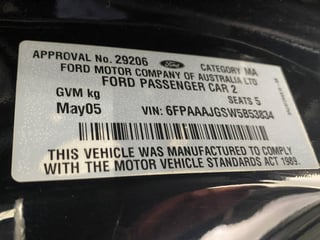 APPROVAL No. 29206 Ford CATEGORY MA
FORD MOTOR COMPANY OF AUSTRALIA LTD
FORD PASSENGER CAR 2
GVM kg SEATS 5
May05 VIN: 6FPAAAJGSW5B53834
THIS VEHICLE WAS MANUFACTURED TO COMPLY
WITH THE MOTOR VEHICLE STANDARDS ACT 1989.